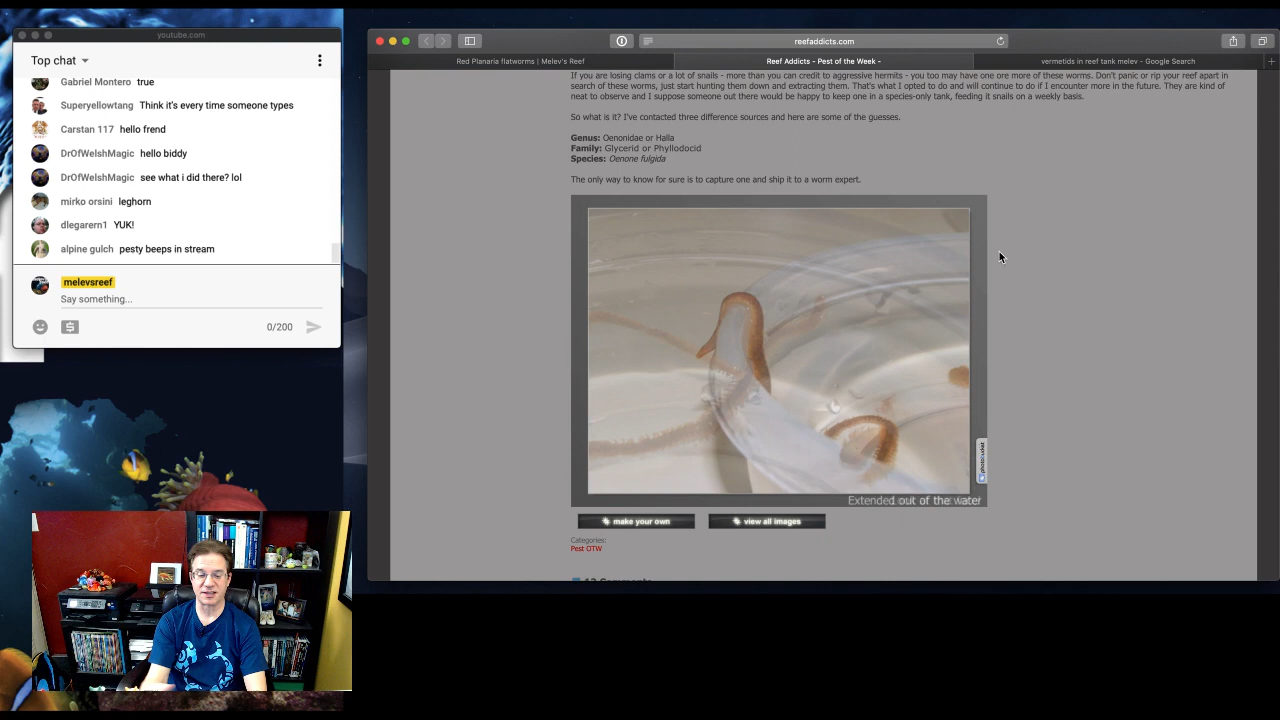 youtube.com
Top chat
Gabriel Montero true
Superyellowtang Think it's every time someone types
Carstan 117 hello frend
DrOfWelshMagic hello biddy
DrOfWelshMagic see what i did there? lol
mirko orsini leghorn
dlegarern1 YUK!
alpine gulch pesty beeps in stream
melevsreef
Say something...
0/200
reefaddicts.com
Red Planaria flatworms | Melev's Reef
Reef Addicts - Pest of the Week -
vermetids in reef tank melev - Google Search
If you are losing clams or a lot of snails - more than you can credit to aggressive hermits - you too may have one ore more of these worms. Don't panic or rip your reef apart in
search of these worms, just start hunting them down and extracting them. That's what I opted to do and will continue to do if I encounter more in the future. They are kind of
neat to observe and I suppose someone out there would be happy to keep one in a species-only tank, feeding it snails on a weekly basis.
So what is it? I've contacted three difference sources and here are some of the guesses.
Genus: Oenonidae or Halla
Family: Glycerid or Phyllodocid
Species: Oenone fulgida
The only way to know for sure is to capture one and ship it to a worm expert.
Extended out of the water
make your own
view all images
Categories:
Pest OTW